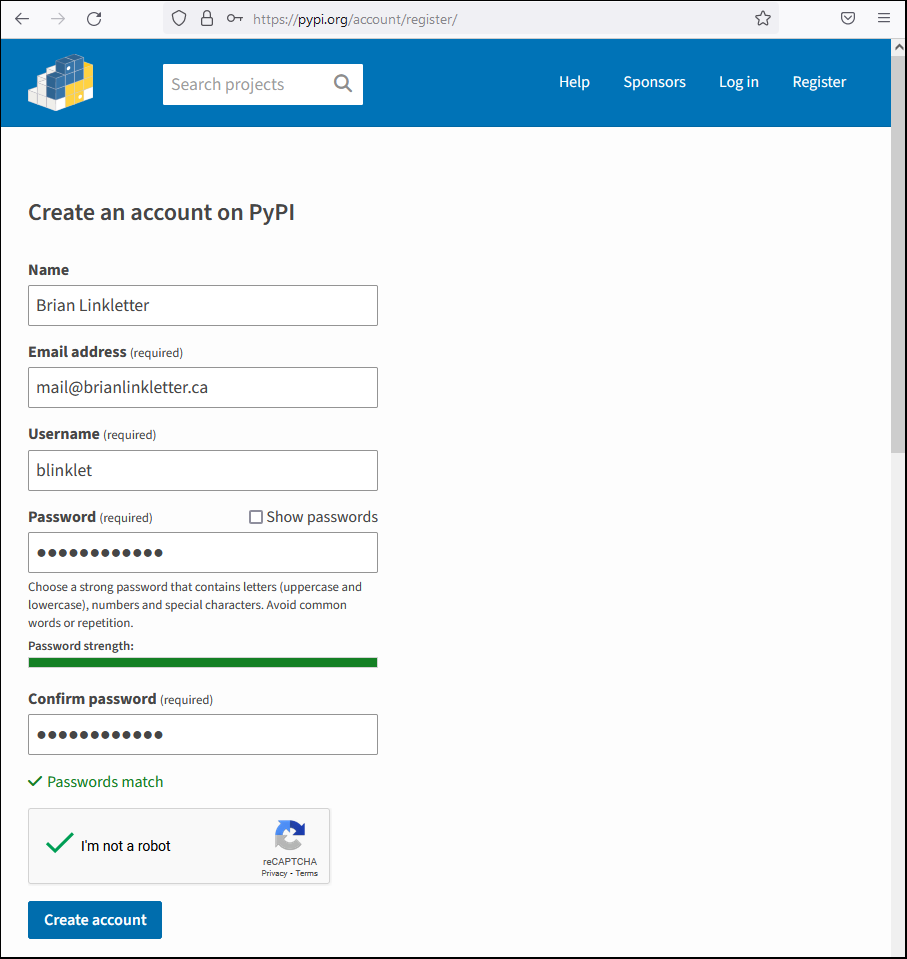 https://pypi.org/account/register/
Search projects
Help Sponsors Log in Register
Create an account on PyPI
Name
Brian Linkletter
Email address (required)
mail@brianlinkletter.ca
Username (required)
blinklet
Password (required) Show passwords
●●●●●●●●●●●●
Choose a strong password that contains letters (uppercase and
lowercase), numbers and special characters. Avoid common
words or repetition.
Password strength:
Confirm password (required)
●●●●●●●●●●●●
Passwords match
I'm not a robot
reCAPTCHA
Privacy - Terms
Create account